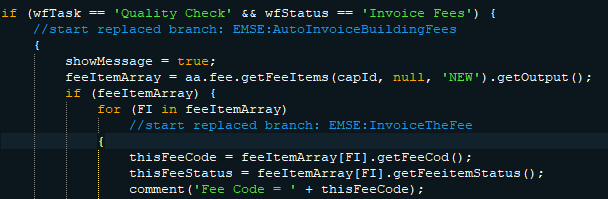 if (wfTask == 'Quality Check' && wfStatus == 'Invoice Fees') {
//start replaced branch: EMSE:AutoInvoiceBuildingFees
{
showMessage = true;
feeItemArray = aa.fee.getFeeItems(capId, null, 'NEW').getOutput();
if (feeItemArray) {
for (FI in feeItemArray)
//start replaced branch: EMSE:InvoiceTheFee
{
thisFeeCode = feeItemArray[FI].getFeeCod();
thisFeeStatus = feeItemArray[FI].getFeeitemStatus();
comment('Fee Code = ' + thisFeeCode);